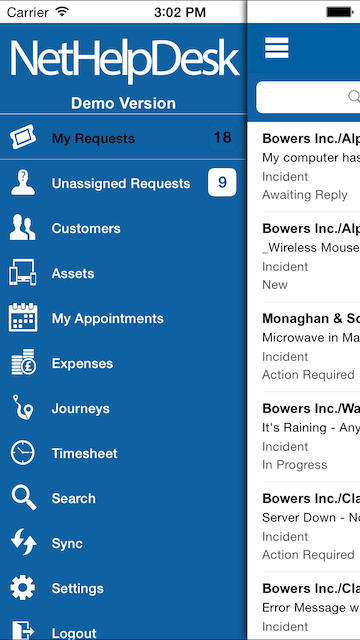 Carrier 3:02 PM
NetHelpDesk
Demo Version
My Requests 18
Unassigned Requests 9
Customers
Assets
My Appointments
Expenses
Journeys
Timesheet
Search
Sync
Settings
Logout
Bowers Inc./Alp
My computer has
Incident
Awaiting Reply
Bowers Inc./Alp
_Wireless Mouse
Incident
New
Monaghan & So
Microwave in Ma
Incident
Action Required
Bowers Inc./Wa
It's Raining - Any
Incident
In Progress
Bowers Inc./Cla
Server Down - No
Incident
Action Required
Bowers Inc./Cla
Error Message w
Incident